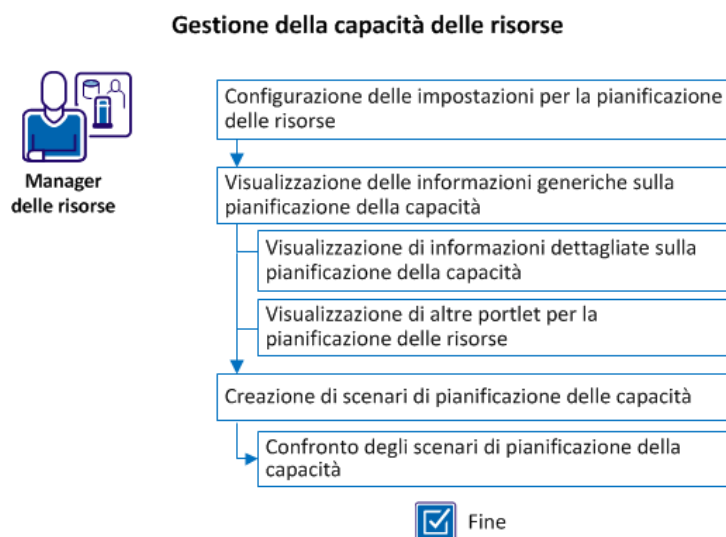 Gestione della capacità delle risorse
Manager
delle risorse
Configurazione delle impostazioni per la pianificazione
delle risorse
Visualizzazione delle informazioni generiche sulla
pianificazione della capacità
Visualizzazione di informazioni dettagliate sulla
pianificazione della capacità
Visualizzazione di altre portlet per la
pianificazione delle risorse
Creazione di scenari di pianificazione delle capacità
Confronto degli scenari di pianificazione della
capacità
Fine